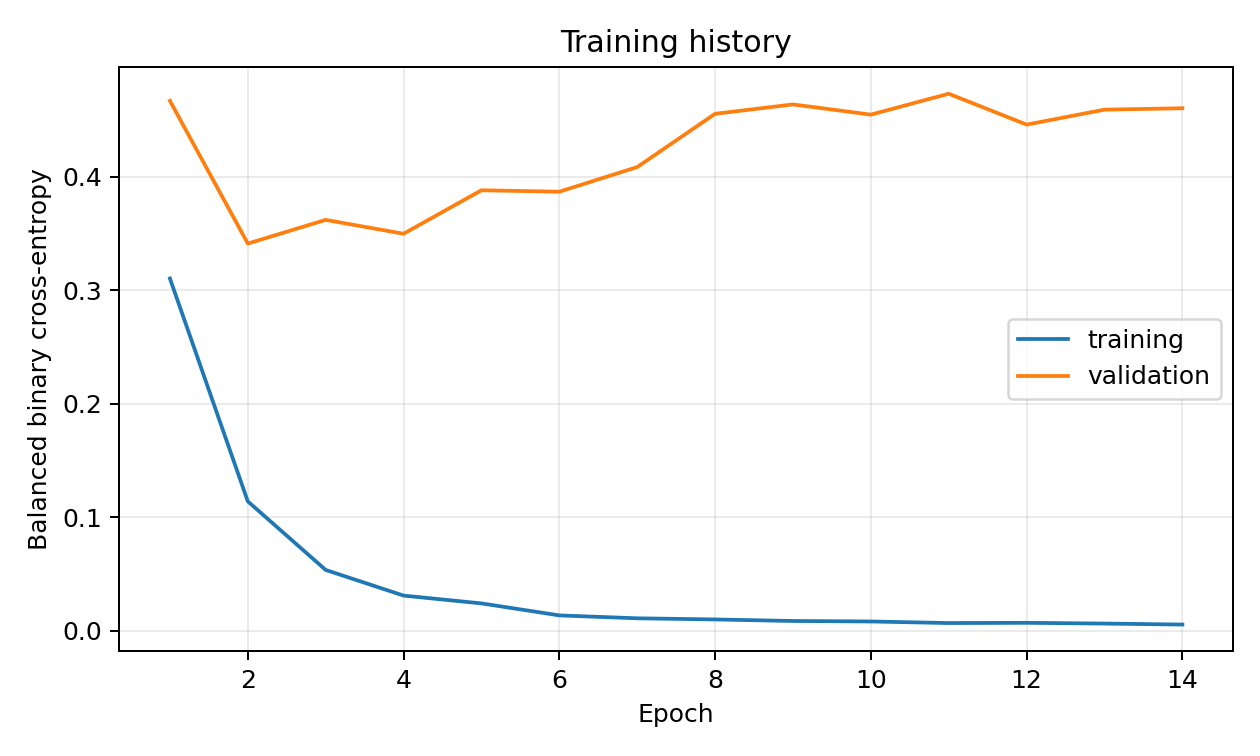 Training history
Balanced binary cross-entropy
0.4
0.3
0.2
0.1
0.0
training
validation
2 4 6 8 10 12 14
Epoch